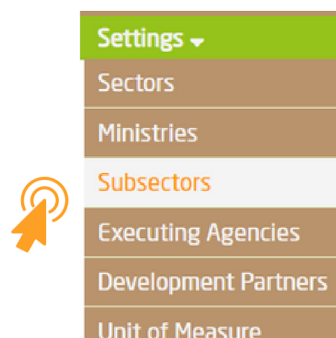 Settings
Sectors
Ministries
Subsectors
Executing Agencies
Development Partners
Unit of Measure